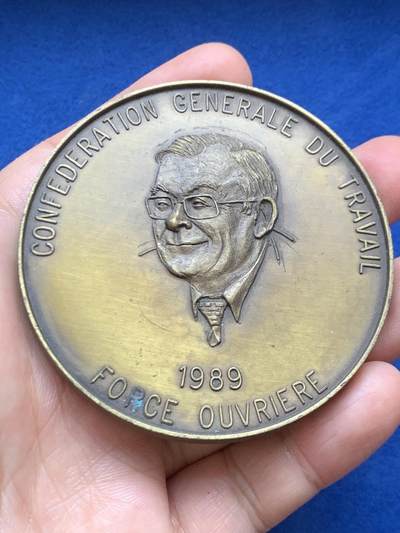 CONFEDERATION GENERALE DU TRAVAIL
1989
FORCE OUVRIERE